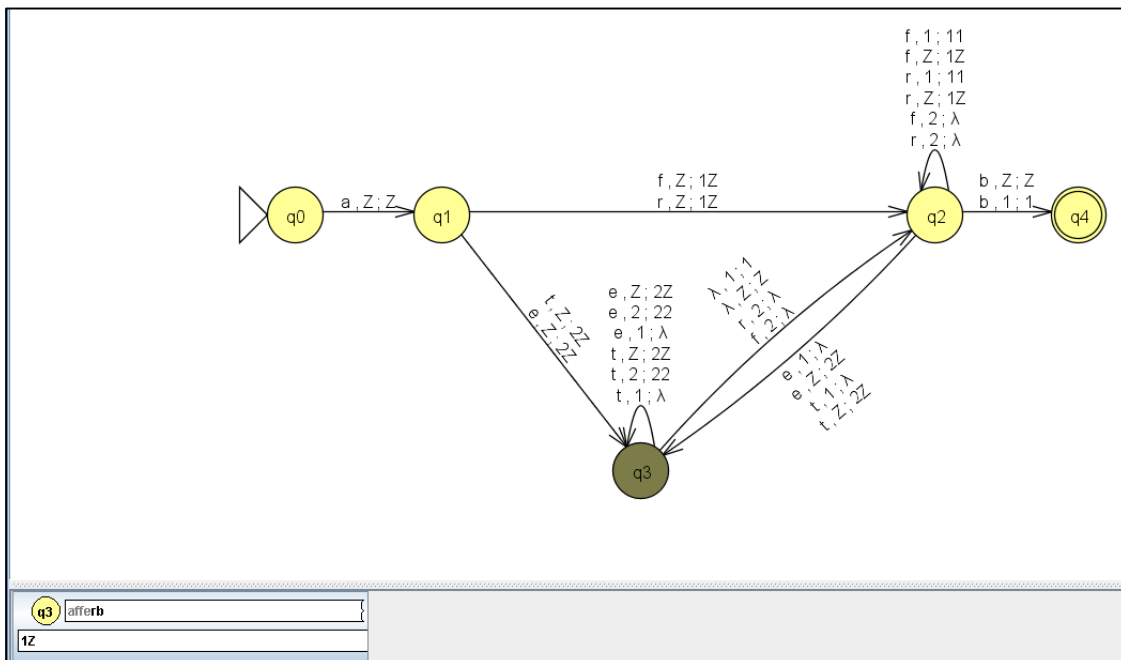 f , 1 ; 11
f , Z ; 1Z
r , 1 ; 11
r , Z ; 1Z
f , 2 ; λ
r , 2 ; λ
f , Z ; 1Z
r , Z ; 1Z
b , Z ; Z
b , 1 ; 1
a , Z ; Z
q0
q1
q2
q4
t , Z ; 2Z
e , Z ; 2Z
e , Z ; 2Z
e , 2 ; 22
e , 1 ; λ
t , Z ; 2Z
t , 2 ; 22
t , 1 ; λ
λ , 1 ; 1
λ , Z ; Z
r , 2 ; λ
f , 2 ; λ
e , 1 ; λ
e , Z ; 2Z
t , 1 ; λ
t , Z ; 2Z
q3
q3 afferb
1Z